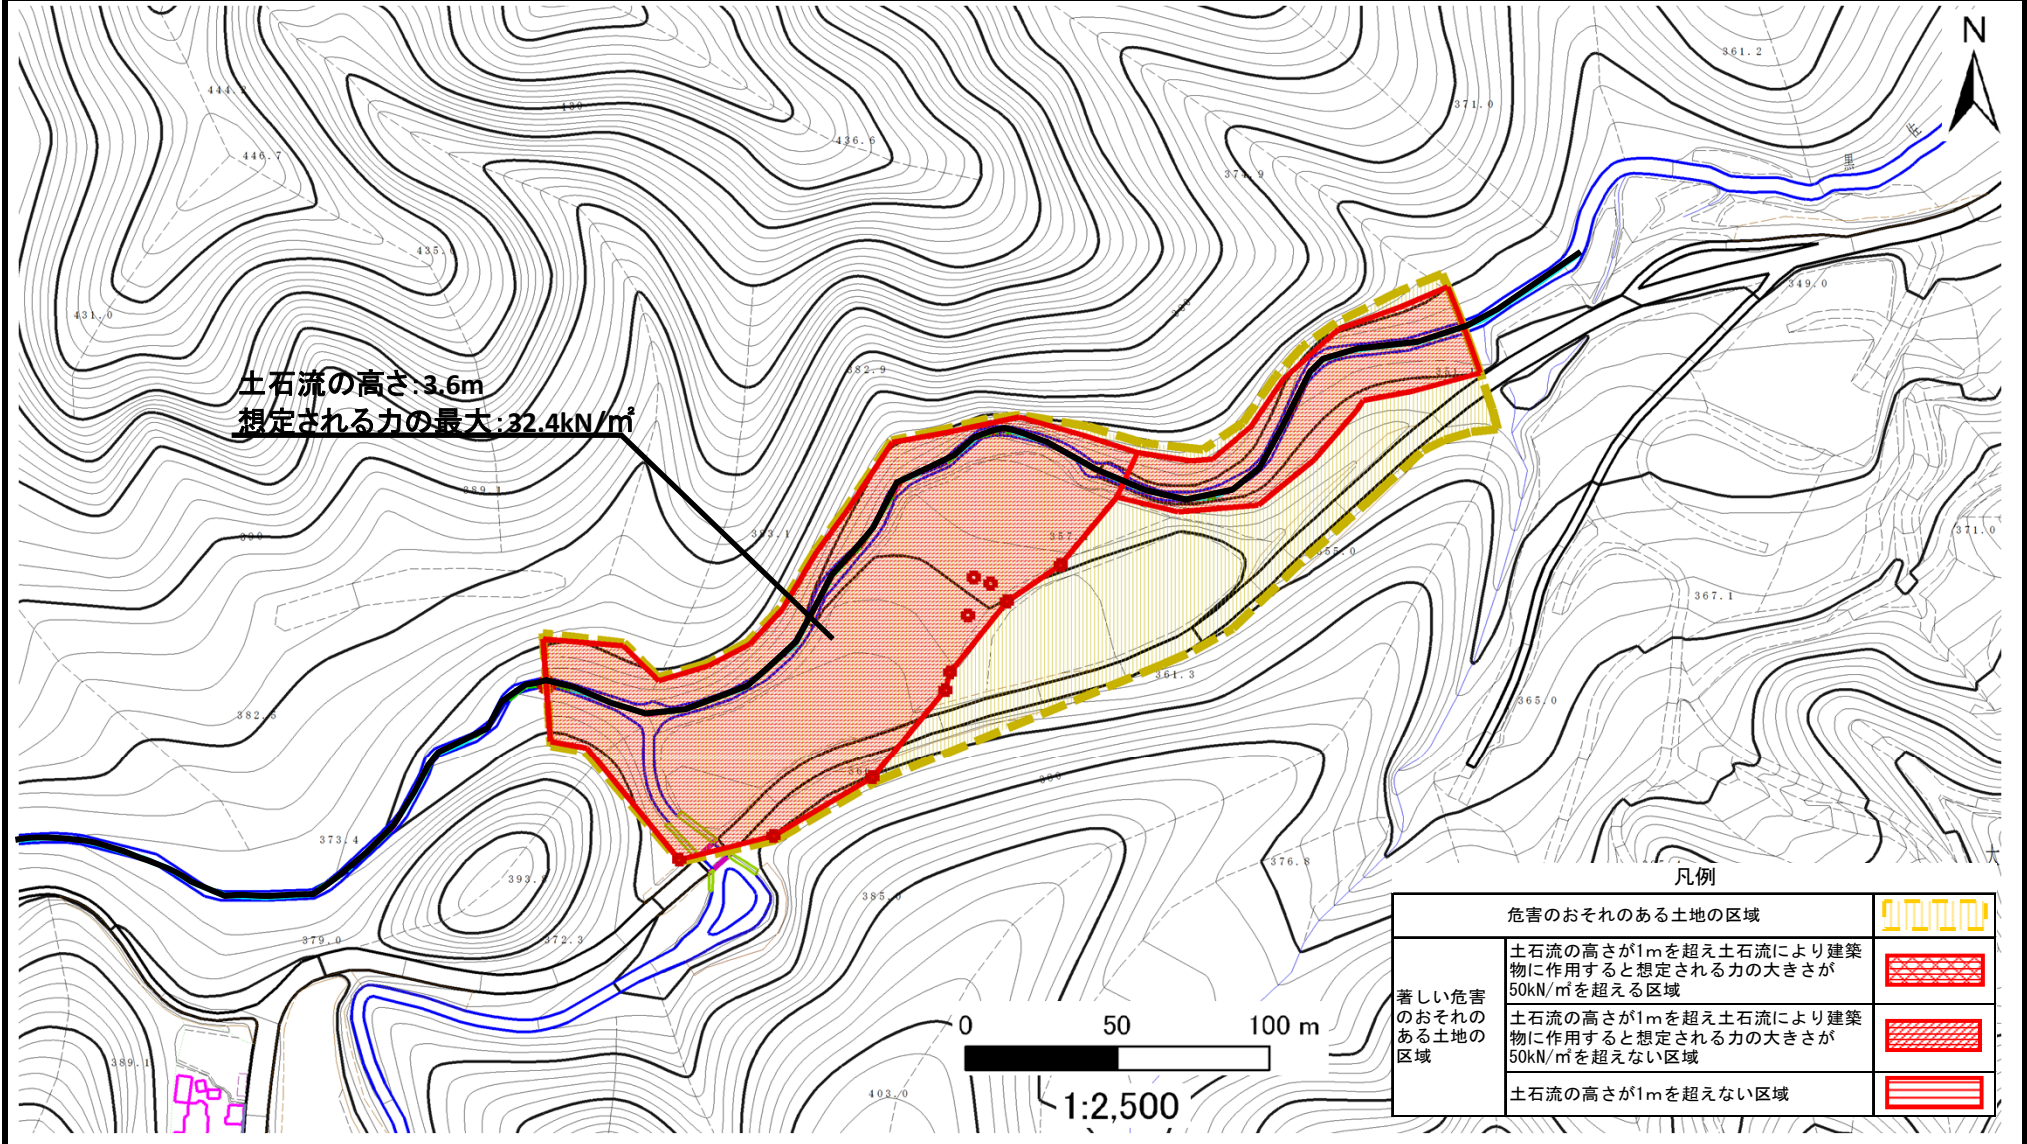 N
361.2
444.2
371.0
439
436.6
黒
446.7
374.9
435.0
349.0
431.0
382.9
土石流の高さ:3.6m
想定される力の最大:32.4kN/㎡
389.1
383.1
357
371.0
390
355.0
367.1
361.3
365.0
382.5
373.4
376.8
393.8
385.0
凡例
379.0
372.3
危害のおそれのある土地の区域
著しい危害
のおそれの
ある土地の
区域
土石流の高さが1mを超え土石流により建築
物に作用すると想定される力の大きさが
50kN/㎡を超える区域
土石流の高さが1mを超え土石流により建築
物に作用すると想定される力の大きさが
50kN/㎡を超えない区域
土石流の高さが1mを超えない区域
0 50 100 m
389.1
403.0
1:2,500